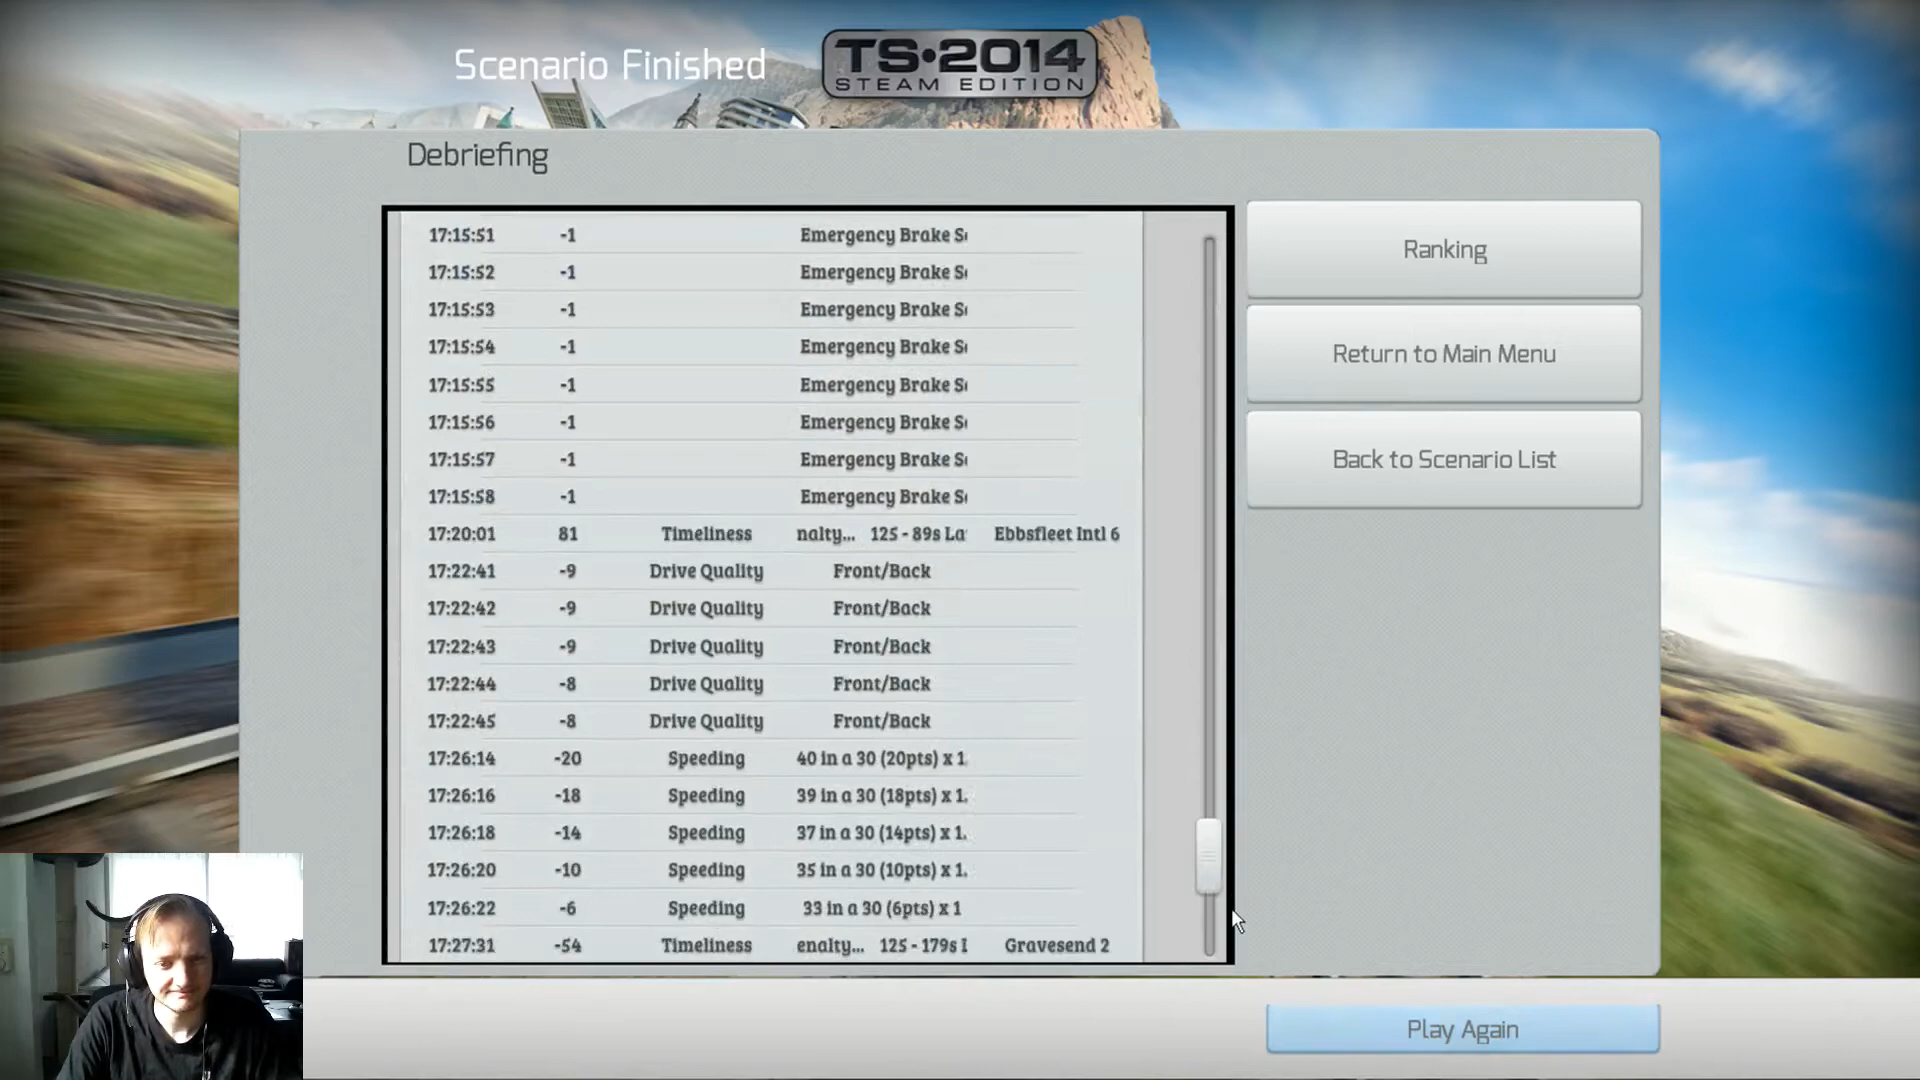 Scenario Finished
TS•2014
STEAM EDITION
Debriefing
17:15:51 -1 Emergency Brake
17:15:52 -1 Emergency Brake
17:15:53 -1 Emergency Brake
17:15:54 -1 Emergency Brake
17:15:55 -1 Emergency Brake
17:15:56 -1 Emergency Brake
17:15:57 -1 Emergency Brake
17:15:58 -1 Emergency Brake
17:20:01 81 Timeliness nalty... 125 - 89s La Ebbsfleet Intl 6
17:22:41 -9 Drive Quality Front/Back
17:22:42 -9 Drive Quality Front/Back
17:22:43 -9 Drive Quality Front/Back
17:22:44 -8 Drive Quality Front/Back
17:22:45 -8 Drive Quality Front/Back
17:26:14 -20 Speeding 40 in a 30 (20pts) x 1
17:26:16 -18 Speeding 39 in a 30 (18pts) x 1.
17:26:18 -14 Speeding 37 in a 30 (14pts) x 1.
17:26:20 -10 Speeding 35 in a 30 (10pts) x 1.
17:26:22 -6 Speeding 33 in a 30 (6pts) x 1
17:27:31 -54 Timeliness enalty... 125 - 179s Gravesend 2
Ranking
Return to Main Menu
Back to Scenario List
Play Again